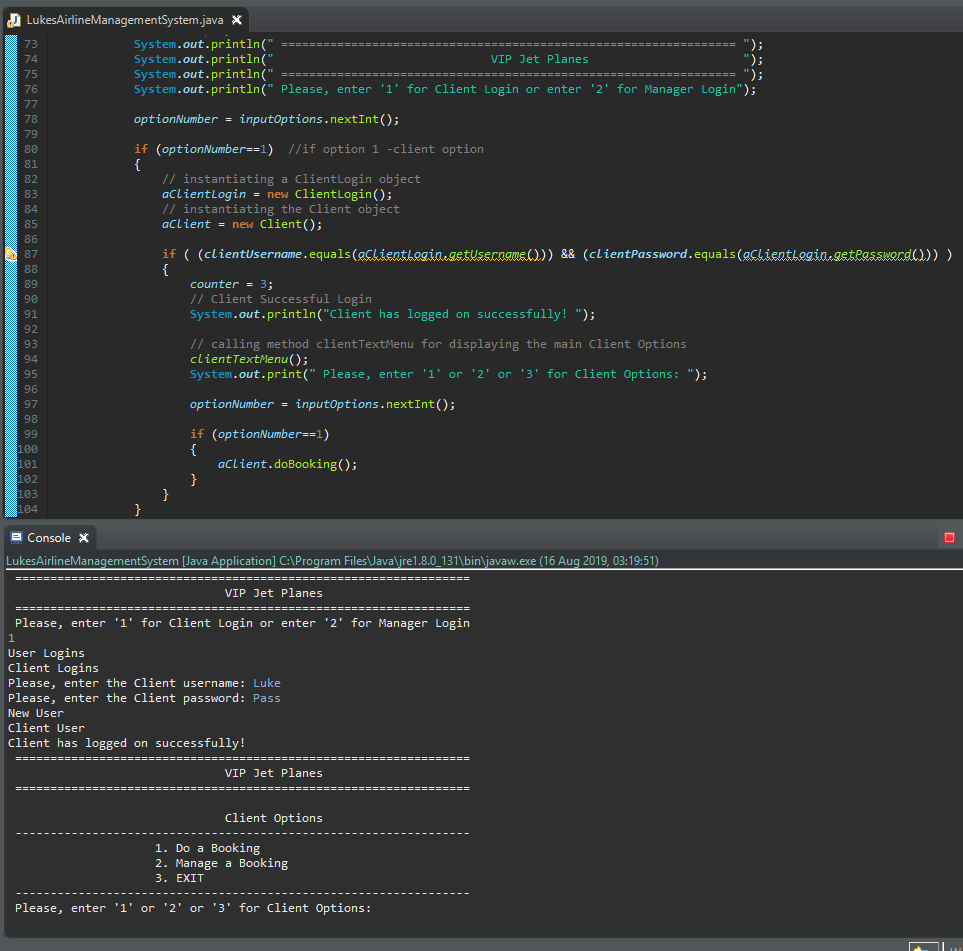 LukesAirlineManagementSystem.java
73 System.out.println(" ================================================================= ");
74 System.out.println("                               VIP Jet Planes                      ");
75 System.out.println(" ================================================================= ");
76 System.out.println(" Please, enter '1' for Client Login or enter '2' for Manager Login");
77
78 optionNumber = inputOptions.nextInt();
79
80 if (optionNumber==1)  //if option 1 -client option
81 {
82 // instantiating a ClientLogin object
83 aClientLogin = new ClientLogin();
84 // instantiating the Client object
85 aClient = new Client();
86
87 if ( (clientUsername.equals(aClientLogin.getUsername())) && (clientPassword.equals(aClientLogin.getPassword())) )
88 {
89 counter = 3;
90 // Client Successful Login
91 System.out.println("Client has logged on successfully! ");
92
93 // calling method clientTextMenu for displaying the main Client Options
94 clientTextMenu();
95 System.out.print(" Please, enter '1' or '2' or '3' for Client Options: ");
96
97 optionNumber = inputOptions.nextInt();
98
99 if (optionNumber==1)
100 {
101 aClient.doBooking();
102 }
103 }
104 }
Console
LukesAirlineManagementSystem [Java Application] C:\Program Files\Java\jre1.8.0_131\bin\javaw.exe (16 Aug 2019, 03:19:51)
=================================================================
VIP Jet Planes
=================================================================
Please, enter '1' for Client Login or enter '2' for Manager Login
1
User Logins
Client Logins
Please, enter the Client username: Luke
Please, enter the Client password: Pass
New User
Client User
Client has logged on successfully!
=================================================================
VIP Jet Planes
=================================================================
Client Options
-----------------------------------------------------------------
1. Do a Booking
2. Manage a Booking
3. EXIT
-----------------------------------------------------------------
Please, enter '1' or '2' or '3' for Client Options: